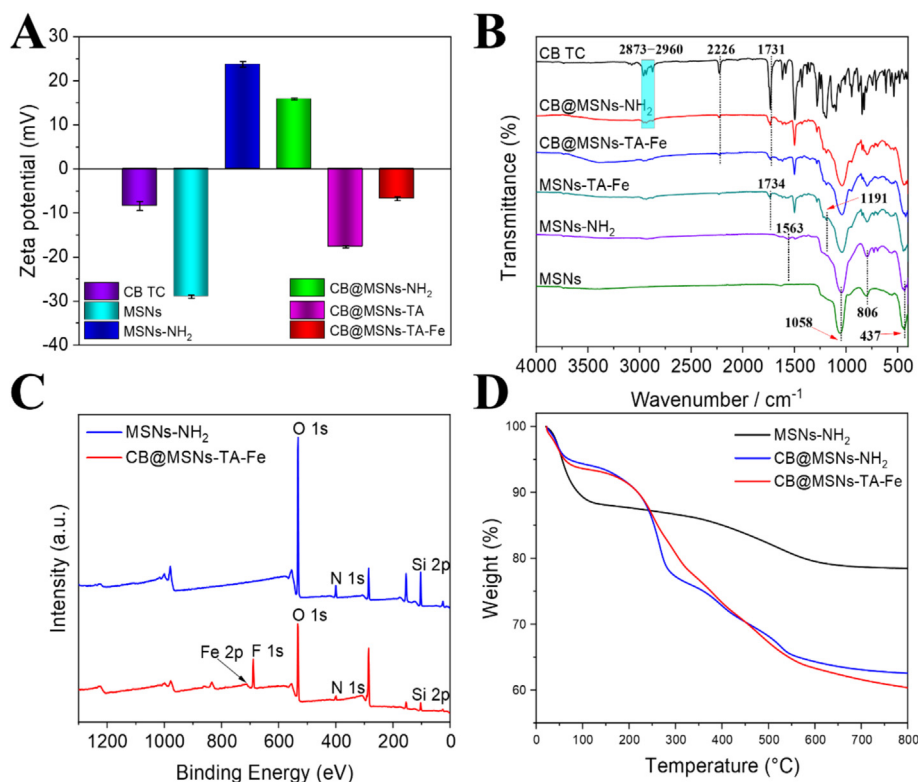 A
Zeta potential (mV)
30
20
10
0
-10
-20
-30
-40
CB TC
MSNs
MSNs-NH₂
CB@MSNs-NH₂
CB@MSNs-TA
CB@MSNs-TA-Fe
B
Transmittance (%)
CB TC
2873−2960
2226
1731
CB@MSNs-NH₂
CB@MSNs-TA-Fe
MSNs-TA-Fe
1734
1191
MSNs-NH₂
1563
MSNs
806
1058
437
4000 3000 2500 2000 1500 1000 500
Wavenumber / cm⁻¹
C
Intensity (a.u.)
MSNs-NH₂
CB@MSNs-TA-Fe
O 1s
N 1s
Si 2p
O 1s
Fe 2p
F 1s
N 1s
Si 2p
1200 1000 800 600 400 200 0
Binding Energy (eV)
D
Weight (%)
100
90
80
70
60
MSNs-NH₂
CB@MSNs-NH₂
CB@MSNs-TA-Fe
0 100 200 300 400 500 600 700 800
Temperature (°C)